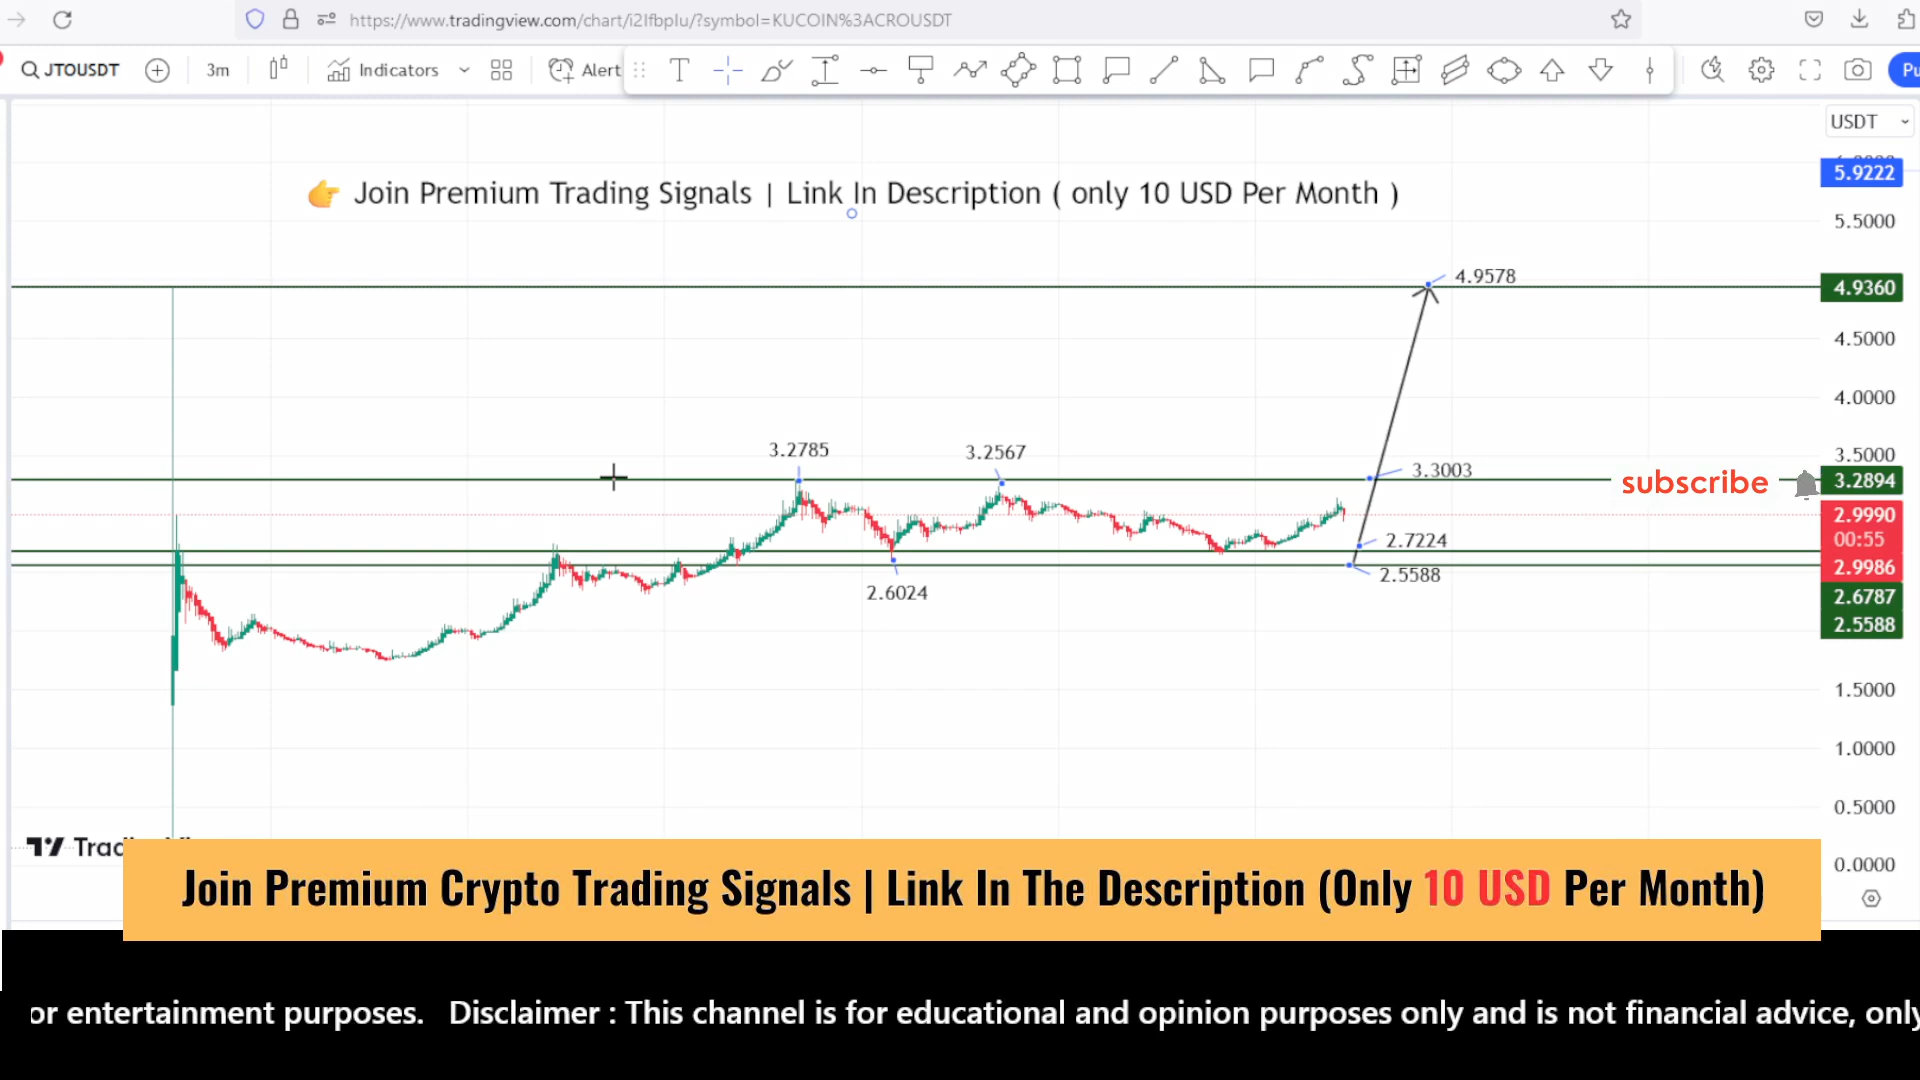 https://www.tradingview.com/chart/i2IfbpIu/?symbol=KUCOIN%3ACROUSDT
JTOUSDT 3m Indicators Alert Pu
USDT
5.9222
👉 Join Premium Trading Signals | Link In Description ( only 10 USD Per Month )
5.5000
4.9578
4.9360
4.5000
4.0000
3.2785 3.2567 3.5000
3.3003
subscribe 3.2894
2.9990
00:55
2.7224
2.9986
2.5588
2.6024
2.6787
2.5588
1.5000
1.0000
0.5000
0.0000
Join Premium Crypto Trading Signals | Link In The Description (Only 10 USD Per Month)
or entertainment purposes. Disclaimer : This channel is for educational and opinion purposes only and is not financial advice, only